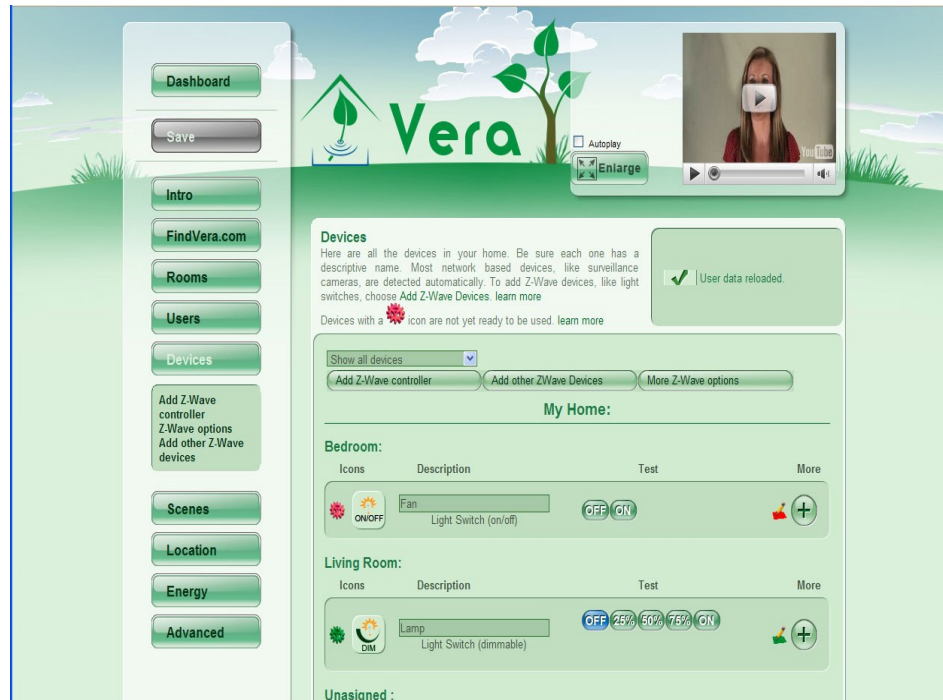 Dashboard
Save
Intro
FindVera.com
Rooms
Users
Devices
Add Z-Wave
controller
Z-Wave options
Add other Z-Wave
devices
Scenes
Location
Energy
Advanced
Vera
Autoplay
Enlarge
YouTube
Devices
Here are all the devices in your home. Be sure each one has a
descriptive name. Most network based devices, like surveillance
cameras, are detected automatically. To add Z-Wave devices, like light
switches, choose Add Z-Wave Devices. learn more
Devices with a icon are not yet ready to be used. learn more
User data reloaded.
Show all devices
Add Z-Wave controller Add other ZWave Devices More Z-Wave options
My Home:
Bedroom:
Icons Description Test More
ON/OFF Fan OFF ON
Light Switch (on/off)
Living Room:
Icons Description Test More
DIM Lamp OFF 25% 50% 75% ON
Light Switch (dimmable)
Unasigned :